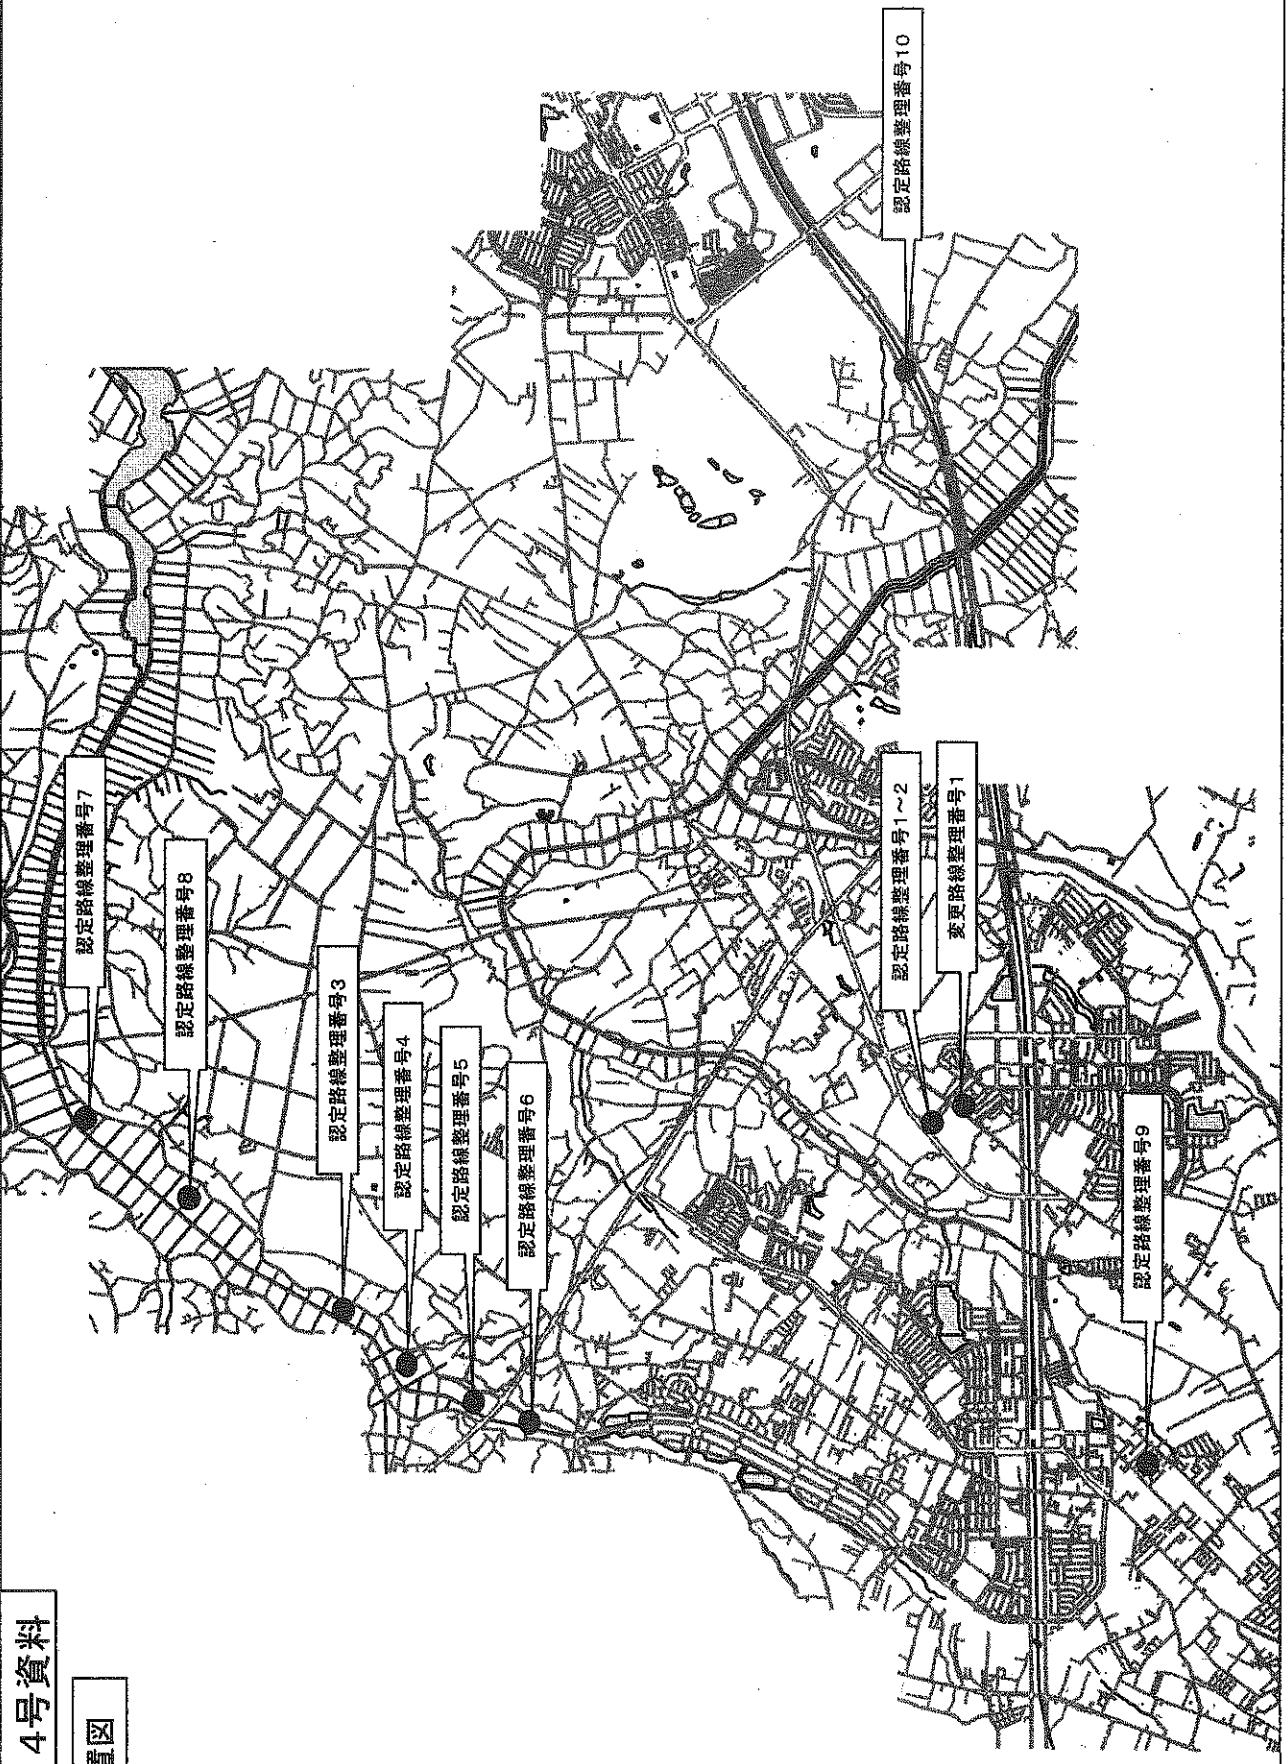 4号資料
置図
認定路線整理番号7
認定路線整理番号8
認定路線整理番号3
認定路線整理番号4
認定路線整理番号5
認定路線整理番号6
認定路線整理番号10
認定路線整理番号1～2
変更路線整理番号1
認定路線整理番号9